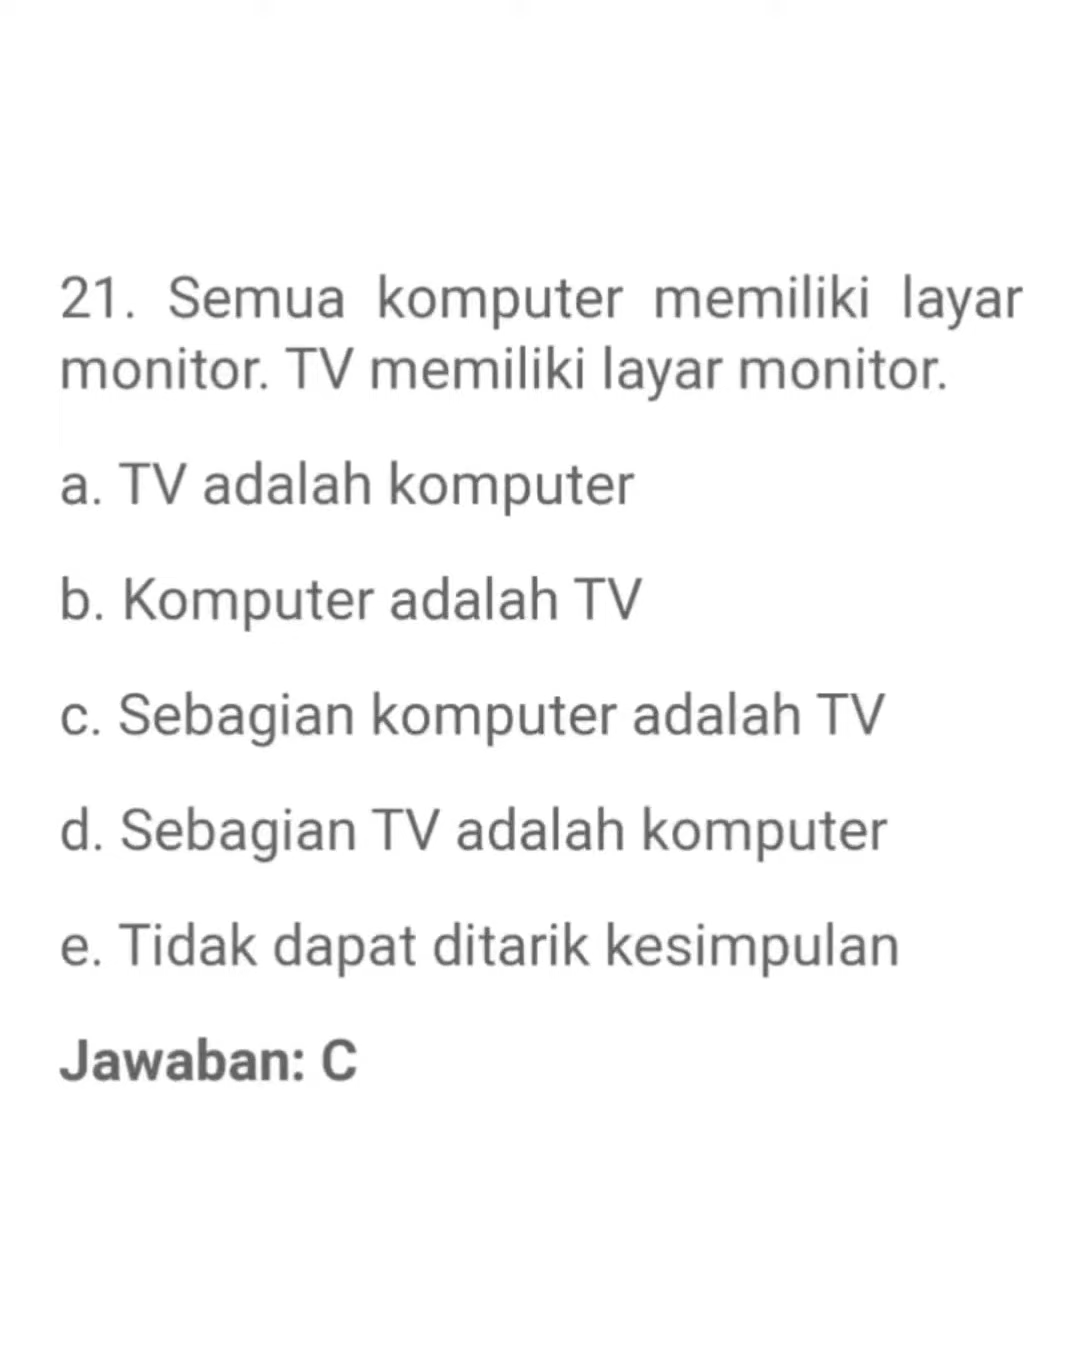 21. Semua komputer memiliki layar
monitor. TV memiliki layar monitor.
a. TV adalah komputer
b. Komputer adalah TV
c. Sebagian komputer adalah TV
d. Sebagian TV adalah komputer
e. Tidak dapat ditarik kesimpulan
Jawaban: C